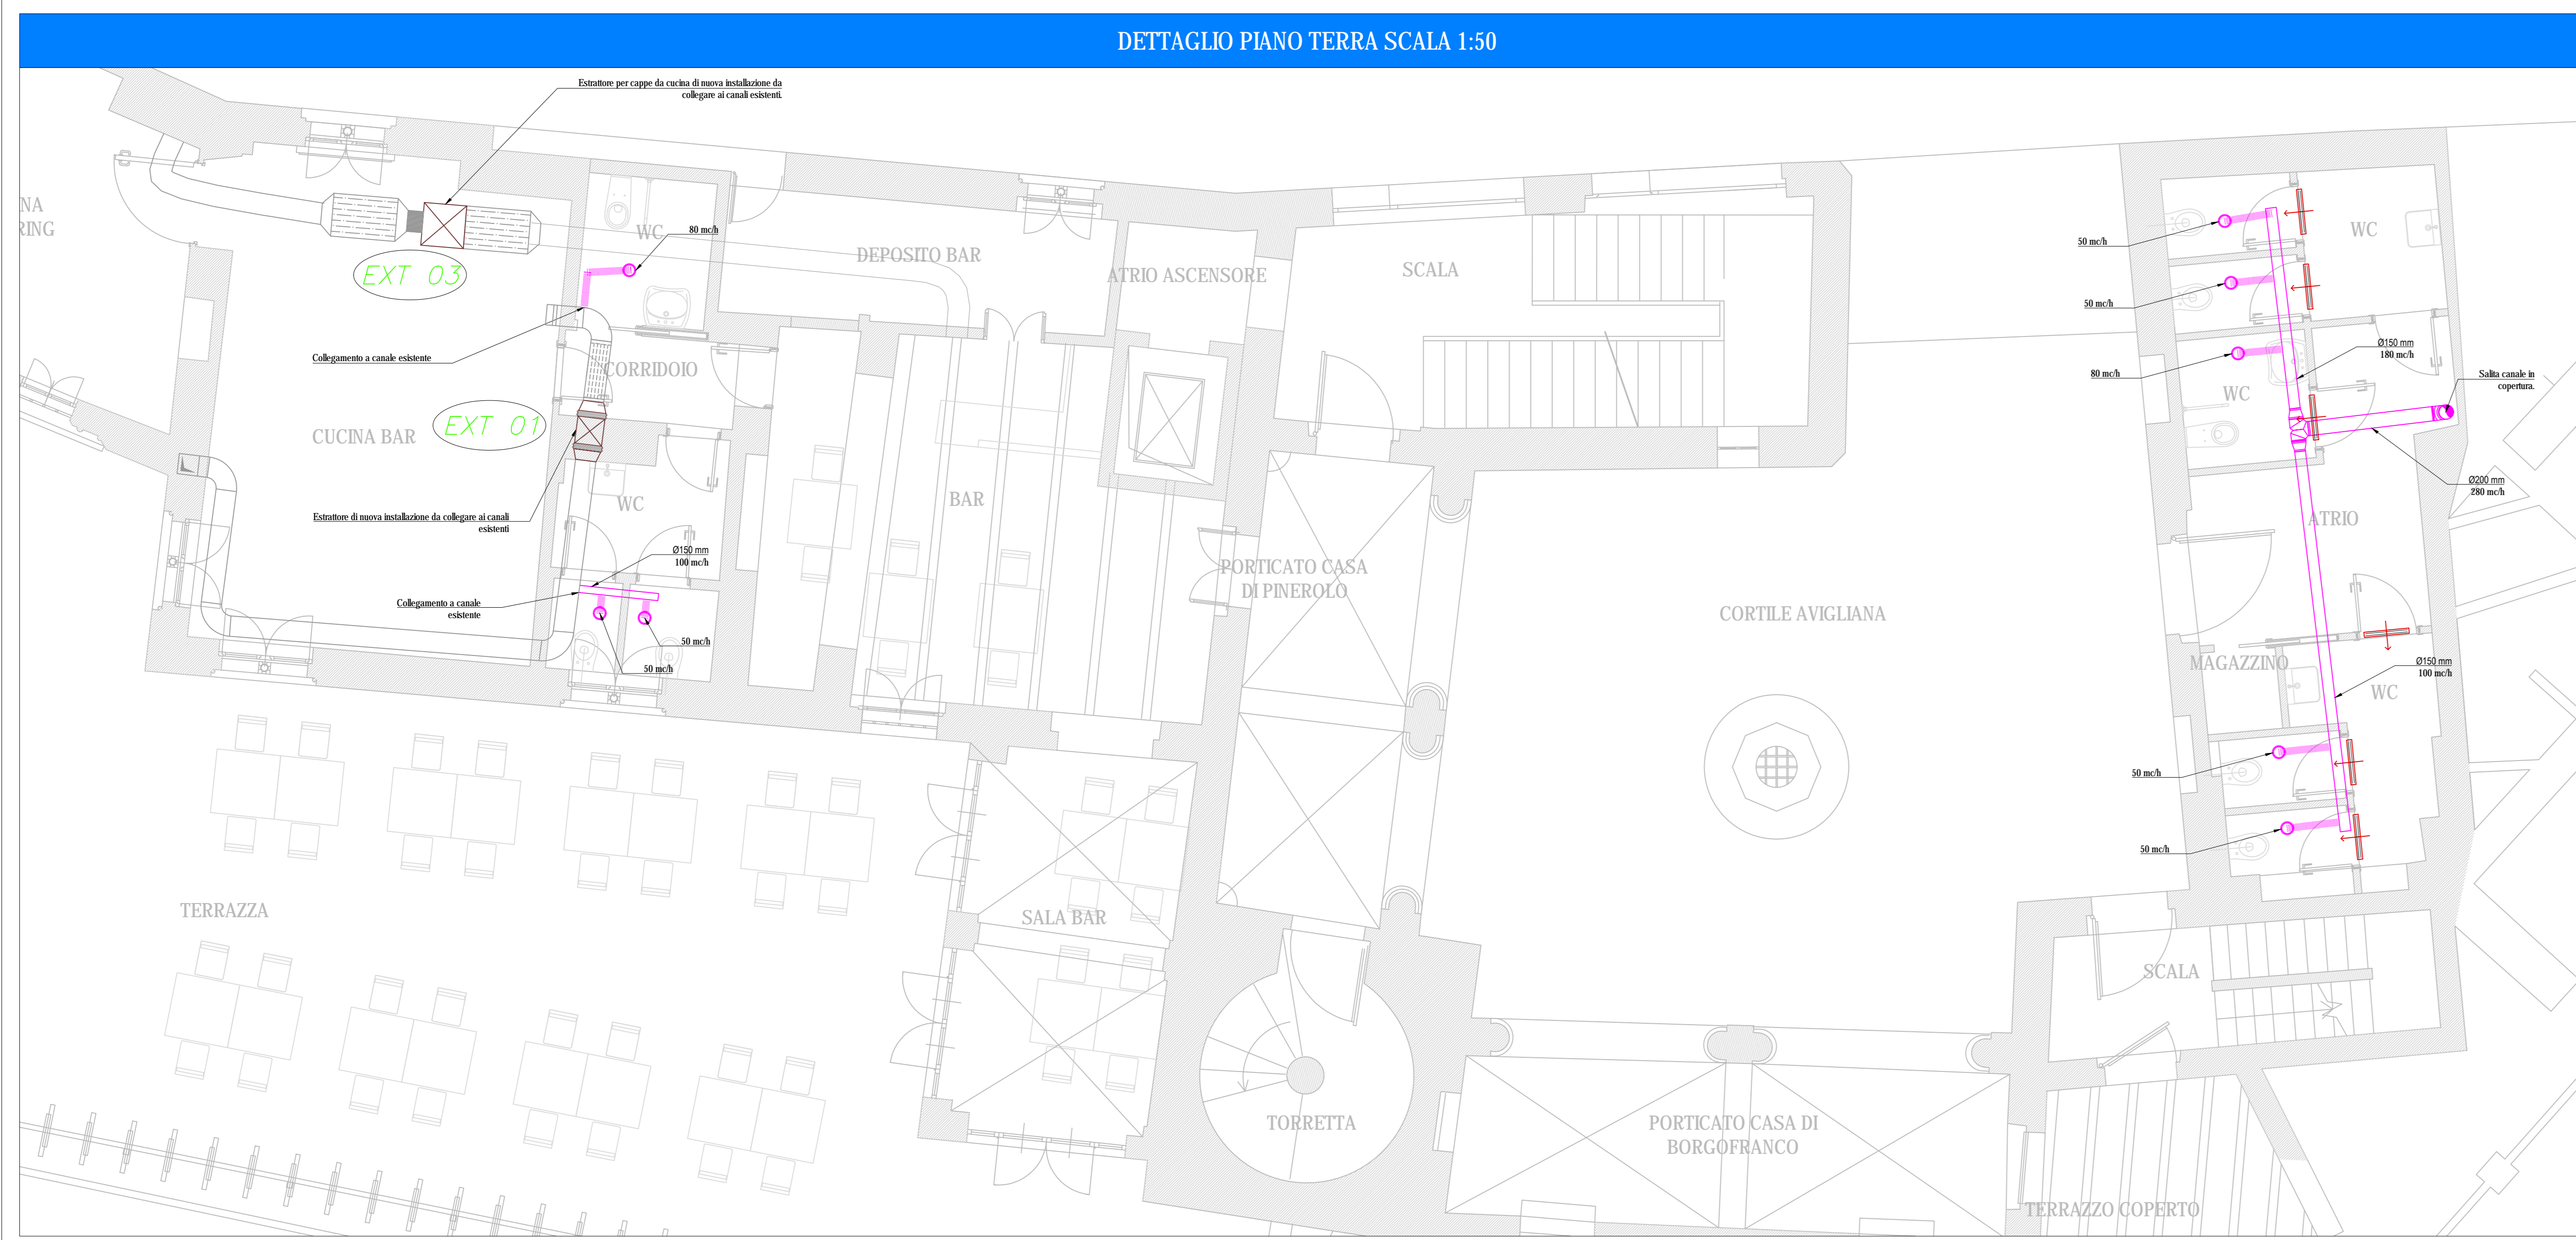 DETTAGLIO PIANO TERRA SCALA 1:50
Estrattore per cappe da cucina di nuova installazione da
collegare ai canali esistenti.
NA
RING
EXT 03
WC
80 mc/h
DEPOSITO BAR
ATRIO ASCENSORE
SCALA
50 mc/h
WC
50 mc/h
Collegamento a canale esistente
CORRIDOIO
80 mc/h
WC
Ø150 mm
180 mc/h
Salita canale in
copertura.
CUCINA BAR
EXT 01
Estrattore di nuova installazione da collegare ai canali
esistenti
WC
BAR
Ø200 mm
280 mc/h
ATRIO
Ø150 mm
100 mc/h
PORTICATO CASA
DI PINEROLO
Collegamento a canale
esistente
50 mc/h
50 mc/h
CORTILE AVIGLIANA
MAGAZZINO
Ø150 mm
100 mc/h
WC
50 mc/h
50 mc/h
TERRAZZA
SALA BAR
SCALA
TORRETTA
PORTICATO CASA DI
BORGOFRANCO
TERRAZZO COPERTO